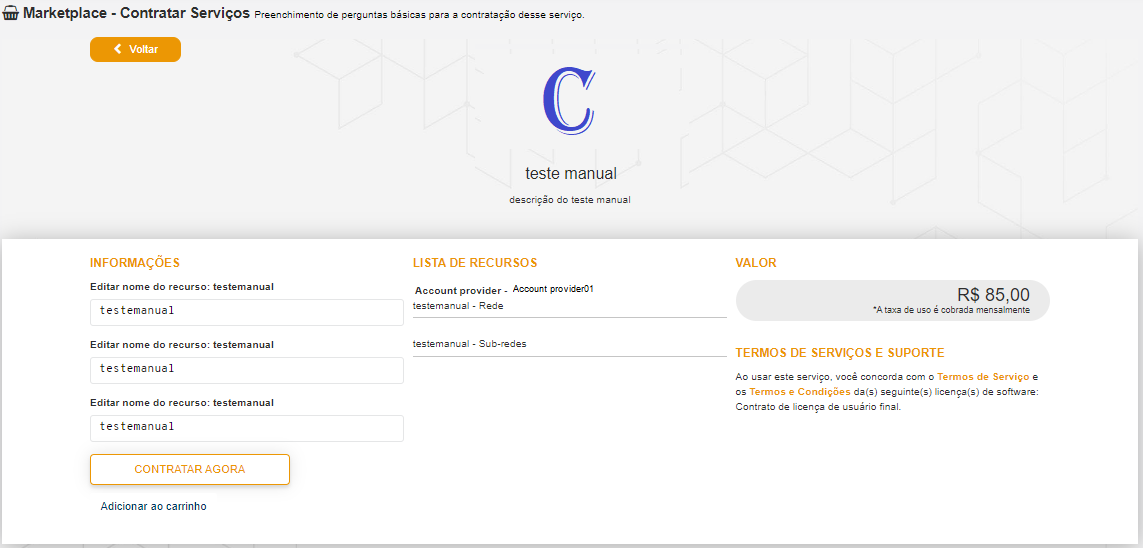 Marketplace - Contratar Serviços Preenchimento de perguntas básicas para a contratação desse serviço.
Voltar
C
teste manual
descrição do teste manual
INFORMAÇÕES
Editar nome do recurso: testemanual
testemanual
Editar nome do recurso: testemanual
testemanual
Editar nome do recurso: testemanual
testemanual
CONTRATAR AGORA
Adicionar ao carrinho
LISTA DE RECURSOS
Account provider - Account provider01
testemanual - Rede
testemanual - Sub-redes
VALOR
R$ 85,00
*A taxa de uso é cobrada mensalmente
TERMOS DE SERVIÇOS E SUPORTE
Ao usar este serviço, você concorda com o Termos de Serviço e
os Termos e Condições da(s) seguinte(s) licença(s) de software:
Contrato de licença de usuário final.